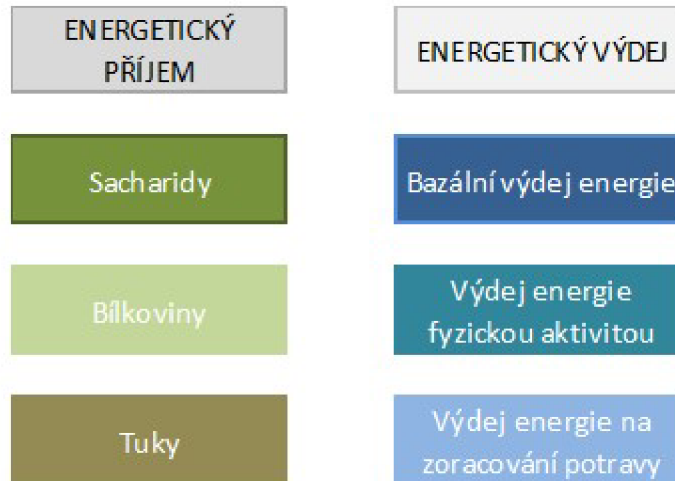 ENERGETICKÝ
PŘÍJEM
ENERGETICKÝ VÝDEJ
Sacharidy
Bazální výdej energie
Bílkoviny
Výdej energie
fyzickou aktivitou
Tuky
Výdej energie na
zoracování potravy